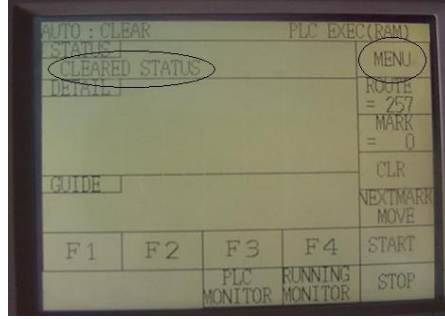 AUTO : CLEAR PLC EXEC(RAM)
STATUS
CLEARED STATUS
MENU
DETAIL
ROUTE
= 257
MARK
= 0
CLR
GUIDE
NEXTMARK
MOVE
F1 F2 F3 F4 START
PLC
MONITOR
RUNNING
MONITOR
STOP